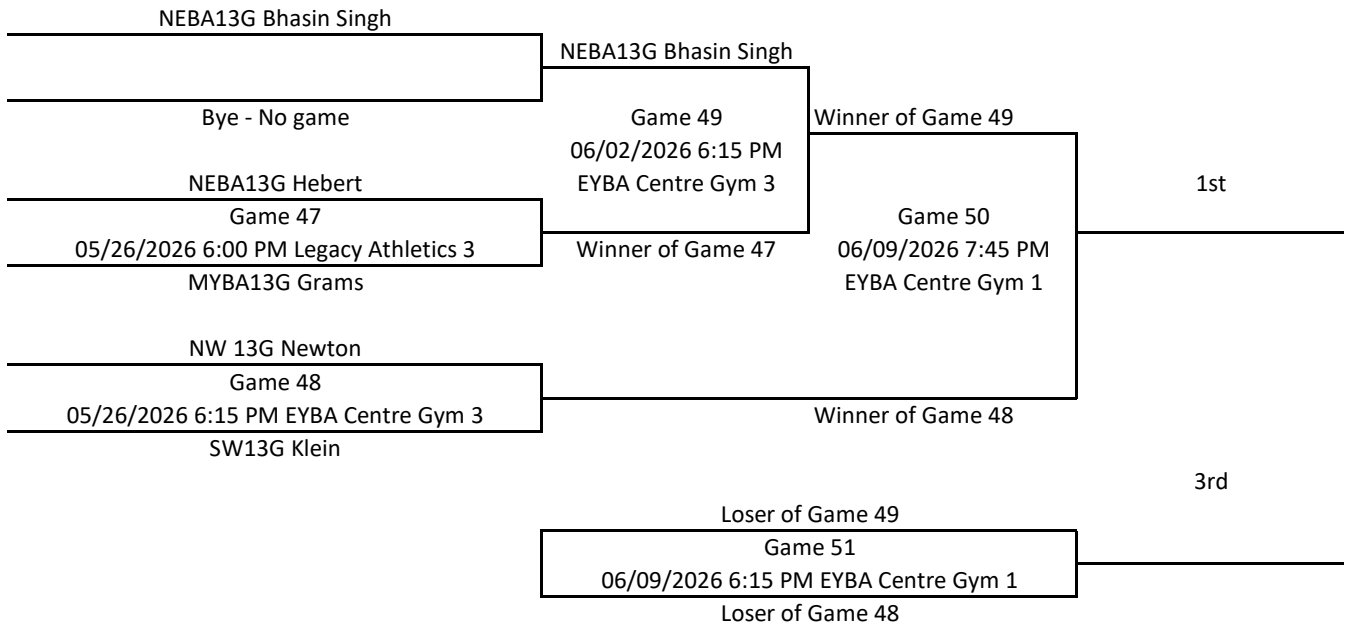 NEBA13G Bhasin Singh
NEBA13G Bhasin Singh
Bye - No game
Game 49
06/02/2026 6:15 PM
EYBA Centre Gym 3
Winner of Game 49
NEBA13G Hebert
Game 47
05/26/2026 6:00 PM Legacy Athletics 3
MYBA13G Grams
Winner of Game 47
Game 50
06/09/2026 7:45 PM
EYBA Centre Gym 1
1st
NW 13G Newton
Game 48
05/26/2026 6:15 PM EYBA Centre Gym 3
SW13G Klein
Winner of Game 48
3rd
Loser of Game 49
Game 51
06/09/2026 6:15 PM EYBA Centre Gym 1
Loser of Game 48